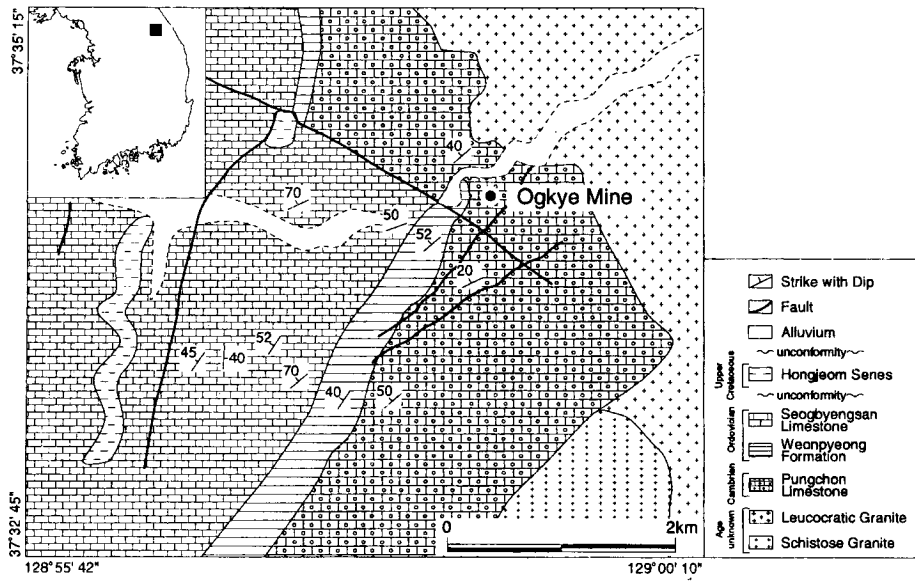 37°35' 15"
40
Ogkye Mine
70
50
52
20
45
40
52
70
40
50
0
2km
37°32' 45"
128°55' 42"
129°00' 10"
Strike with Dip
Fault
Alluvium
unconformity
Upper
Cretaceous
Hongjeom Series
unconformity
Ordovician
Seogbyengsan
Limestone
Weonpyeong
Formation
Cambrian
Pungchon
Limestone
Age
unknown
Leucocratic Granite
Schistose Granite